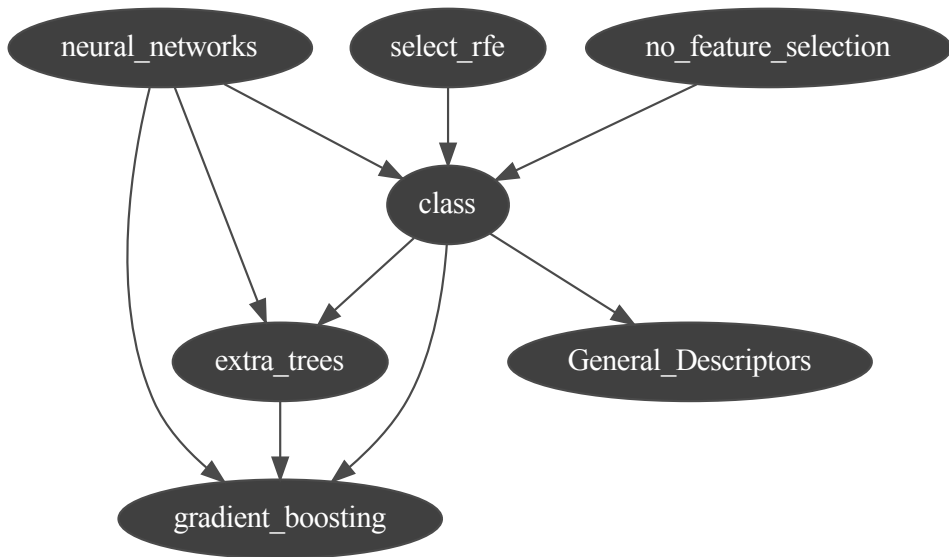 neural_networks
select_rfe
no_feature_selection
class
extra_trees
General_Descriptors
gradient_boosting